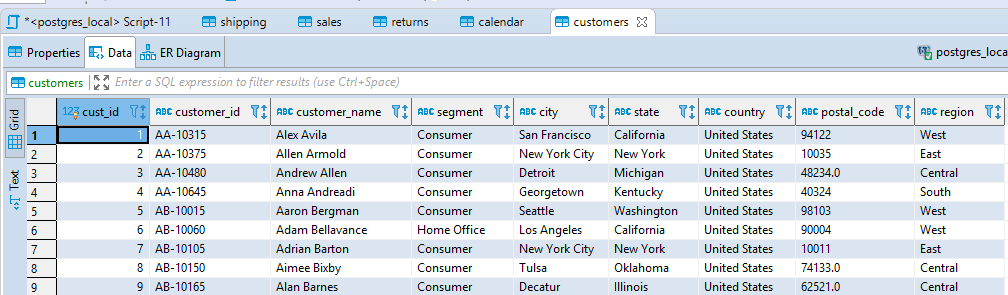 *<postgres_local> Script-11 shipping sales returns calendar customers
Properties Data ER Diagram postgres_loca
customers Enter a SQL expression to filter results (use Ctrl+Space)
Grid
Text
123 cust_id ABC customer_id ABC customer_name ABC segment ABC city ABC state ABC country ABC postal_code ABC region
1 1 AA-10315 Alex Avila Consumer San Francisco California United States 94122 West
2 2 AA-10375 Allen Armold Consumer New York City New York United States 10035 East
3 3 AA-10480 Andrew Allen Consumer Detroit Michigan United States 48234.0 Central
4 4 AA-10645 Anna Andreadi Consumer Georgetown Kentucky United States 40324 South
5 5 AB-10015 Aaron Bergman Consumer Seattle Washington United States 98103 West
6 6 AB-10060 Adam Bellavance Home Office Los Angeles California United States 90004 West
7 7 AB-10105 Adrian Barton Consumer New York City New York United States 10011 East
8 8 AB-10150 Aimee Bixby Consumer Tulsa Oklahoma United States 74133.0 Central
9 9 AB-10165 Alan Barnes Consumer Decatur Illinois United States 62521.0 Central